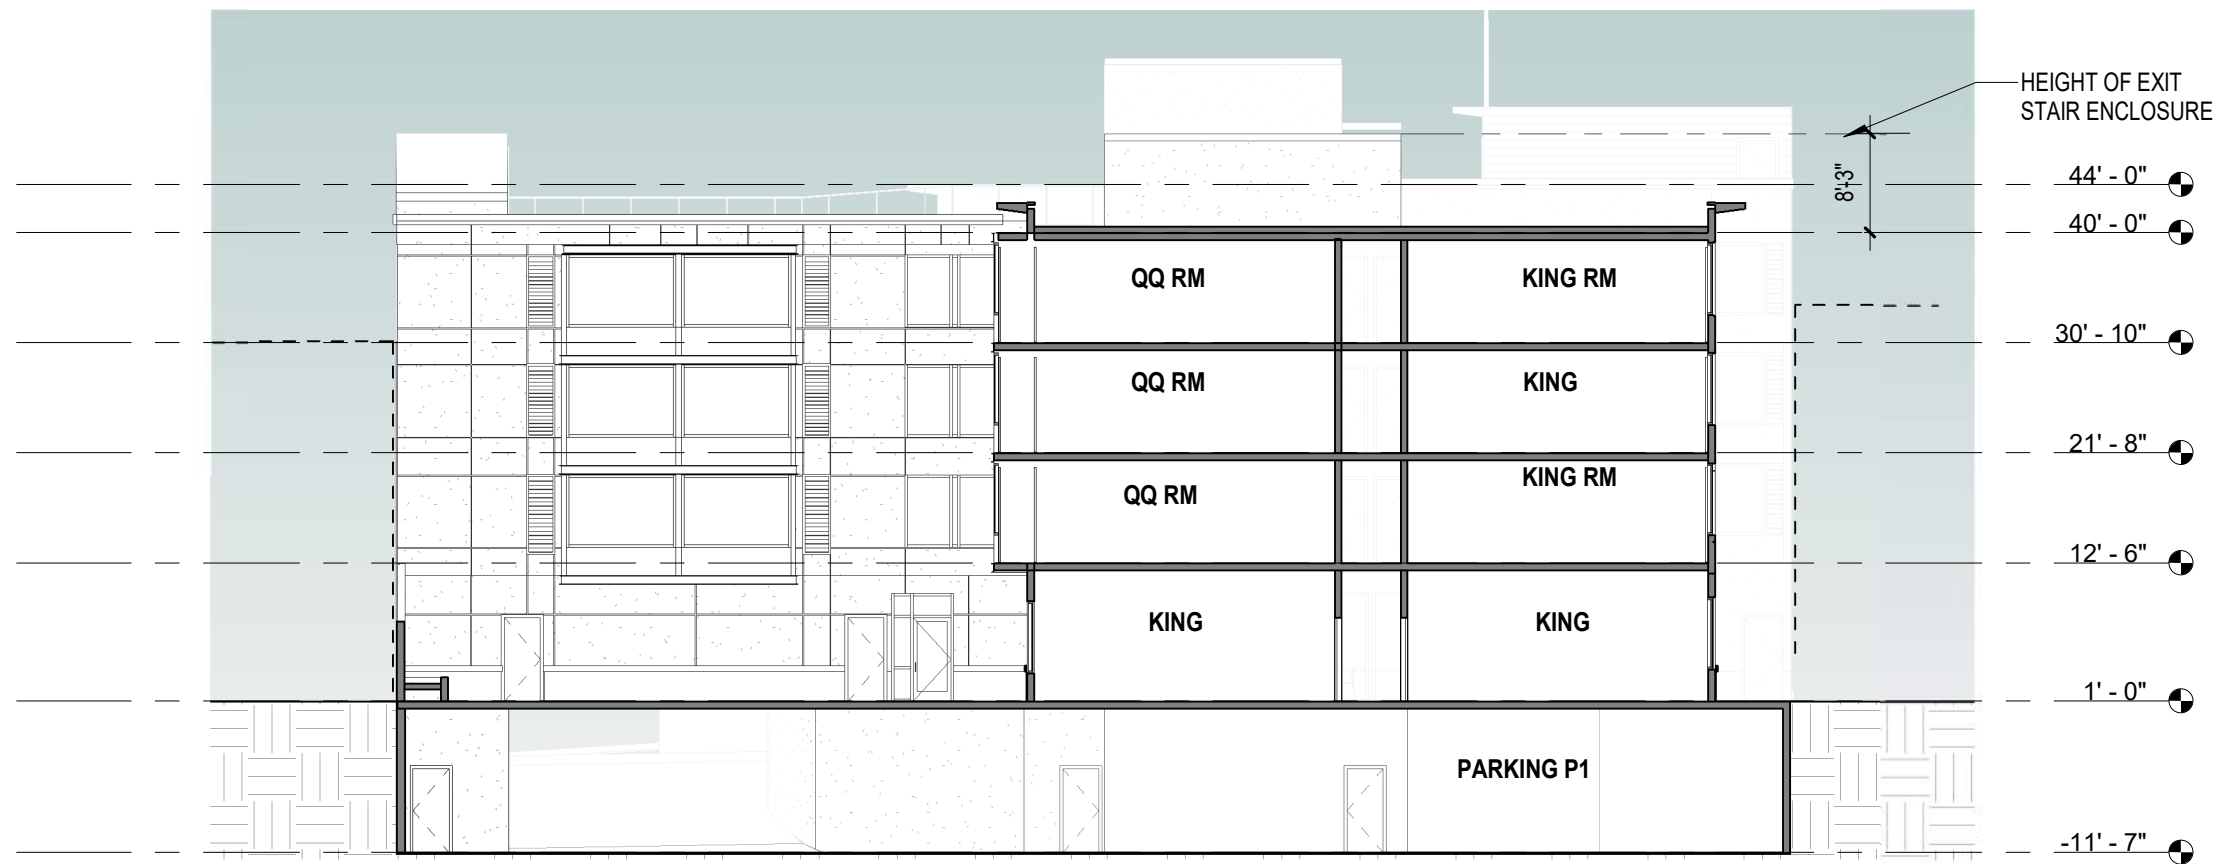 HEIGHT OF EXIT
STAIR ENCLOSURE
8'-3"
44' - 0"
40' - 0"
QQ RM
KING RM
30' - 10"
QQ RM
KING
21' - 8"
QQ RM
KING RM
12' - 6"
KING
KING
1' - 0"
PARKING P1
-11' - 7"